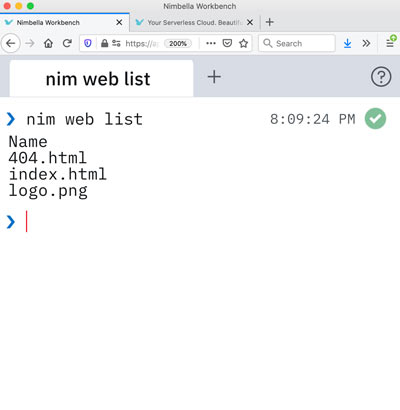 Nimbella Workbench
Nimbella Workbench
Your Serverless Cloud. Beautif
https://a
200%
Search
nim web list
nim web list
8:09:24 PM
Name
404.html
index.html
logo.png